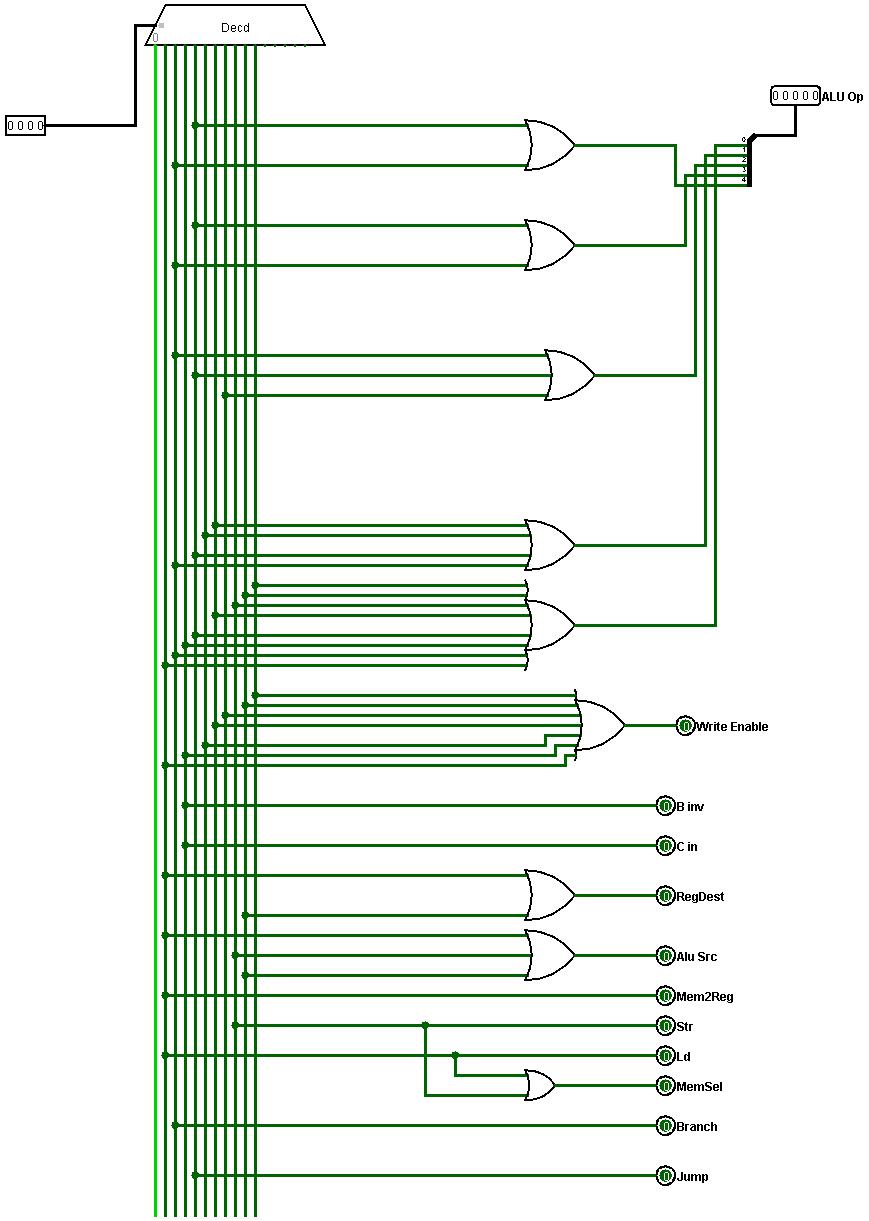 Decd
0
0 0 0 0
0 0 0 0 0 ALU Op
0
1
2
3
4
0 Write Enable
0 B inv
0 C in
0 RegDest
0 Alu Src
0 Mem2Reg
0 Str
0 Ld
0 MemSel
0 Branch
0 Jump